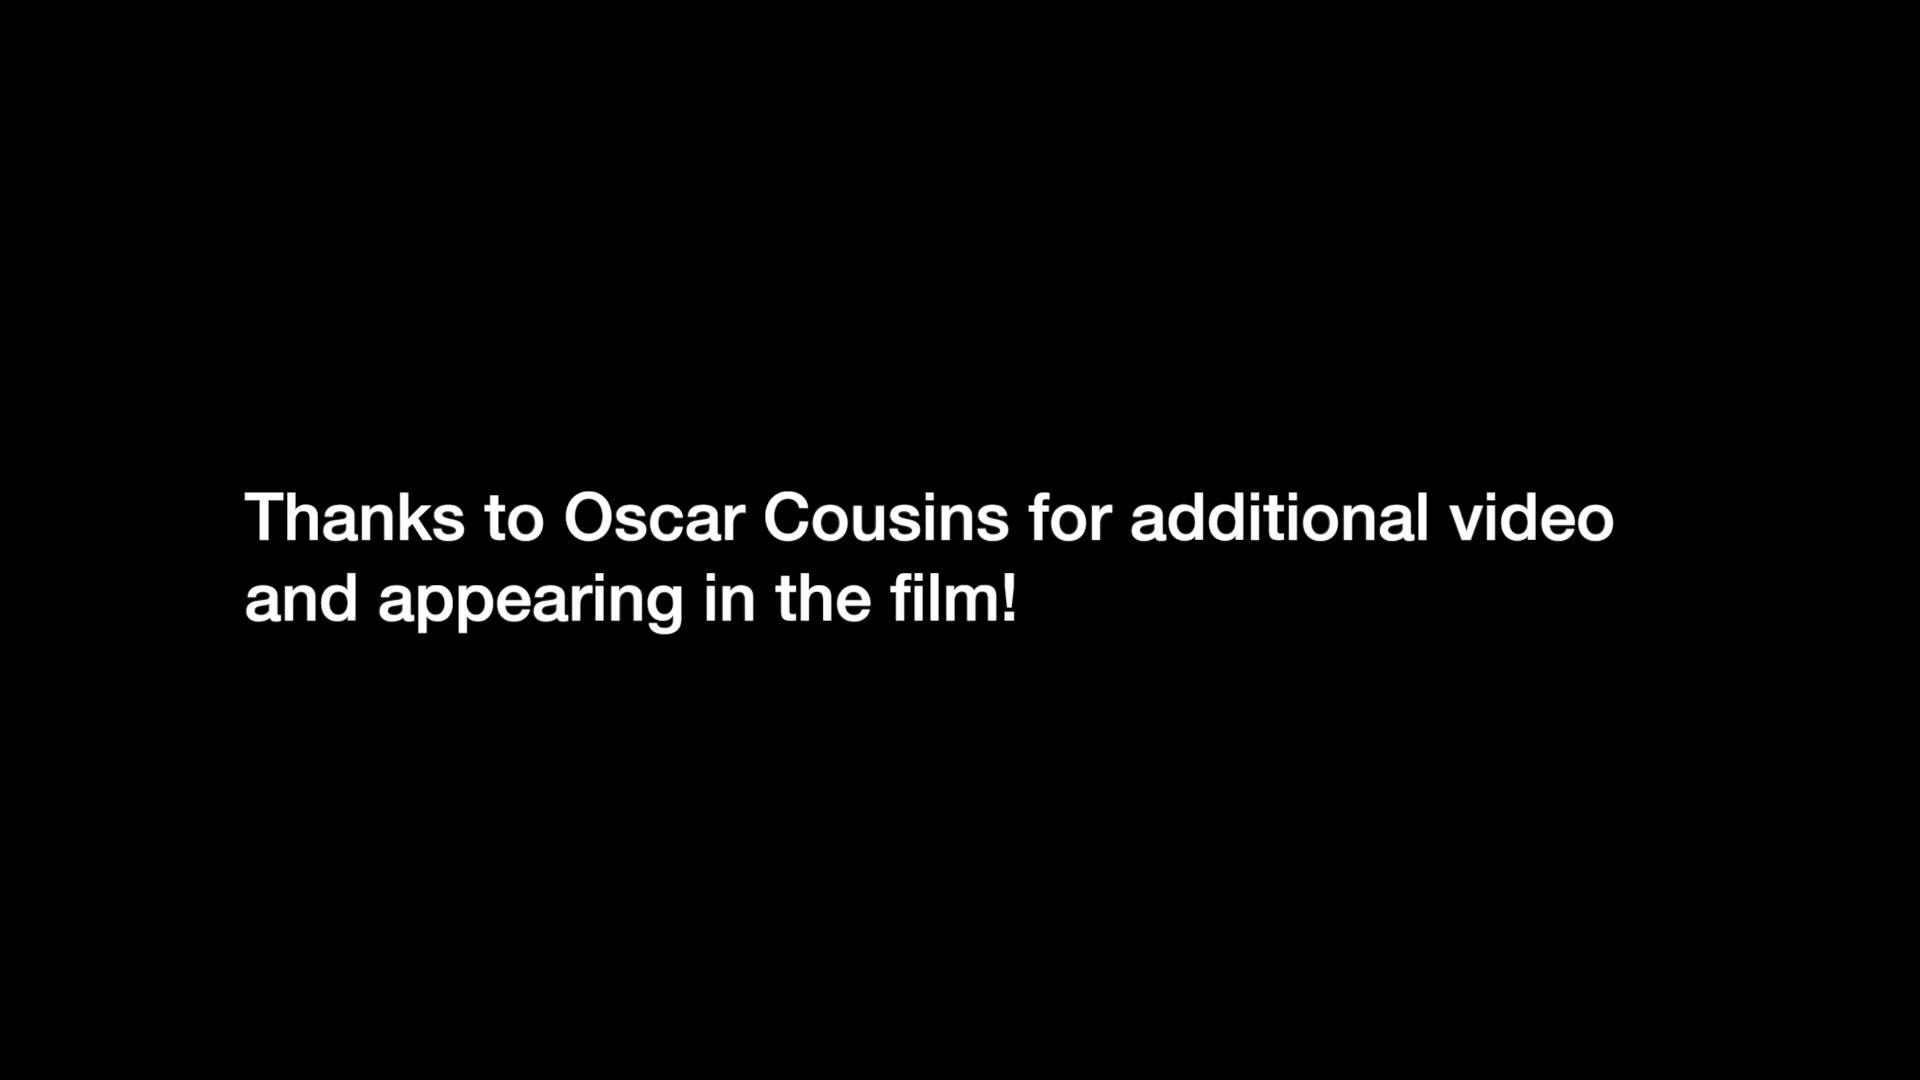 Thanks to Oscar Cousins for additional video
and appearing in the film!